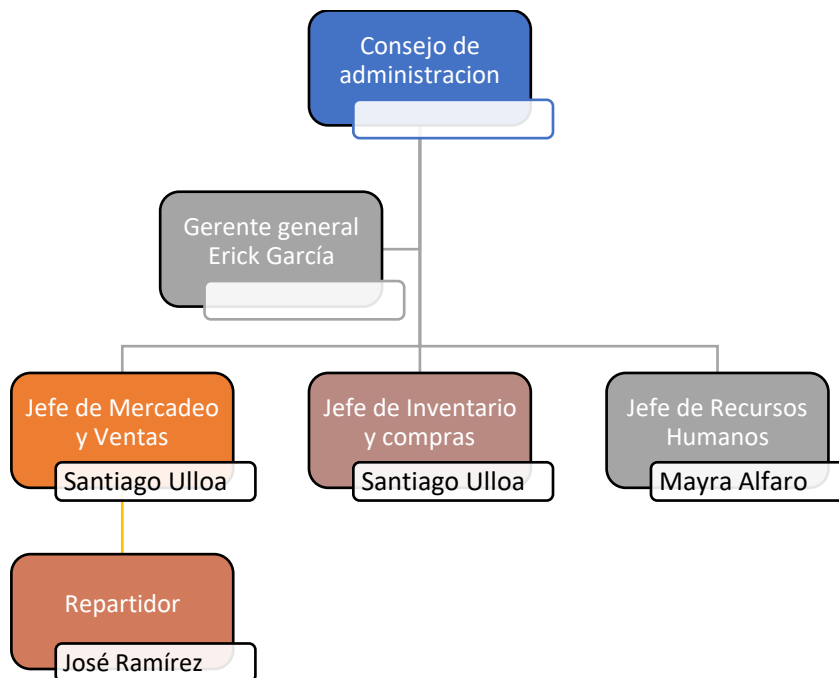 Consejo de
administracion
Gerente general
Erick García
Jefe de Mercadeo
y Ventas
Santiago Ulloa
Jefe de Inventario
y compras
Santiago Ulloa
Jefe de Recursos
Humanos
Mayra Alfaro
Repartidor
José Ramírez